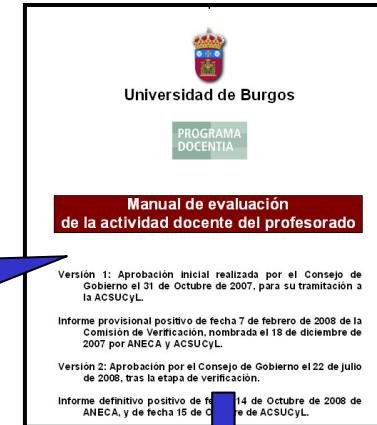 Universidad de Burgos
PROGRAMA
DOCENTIA
Manual de evaluación
de la actividad docente del profesorado
Versión 1: Aprobación inicial realizada por el Consejo de
Gobierno el 31 de Octubre de 2007, para su tramitación a
la ACSUCyL.
Informe provisional positivo de fecha 7 de febrero de 2008 de la
Comisión de Verificación, nombrada el 18 de diciembre de
2007 por ANECA y ACSUCyL.
Versión 2: Aprobación por el Consejo de Gobierno el 22 de julio
de 2008, tras la etapa de verificación.
Informe definitivo positivo de 14 de Octubre de 2008 de
ANECA, y de fecha 15 de de ACSUCyL.